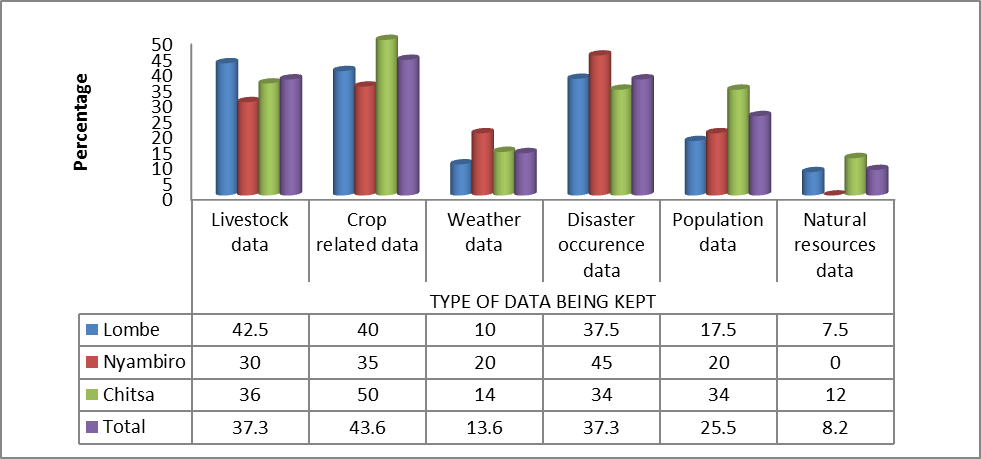 Percentage
50
45
40
35
30
25
20
15
10
5
0
Livestock data
Crop related data
Weather data
Disaster occurence data
Population data
Natural resources data
TYPE OF DATA BEING KEPT
Lombe 42.5 40 10 37.5 17.5 7.5
Nyambiro 30 35 20 45 20 0
Chitsa 36 50 14 34 34 12
Total 37.3 43.6 13.6 37.3 25.5 8.2